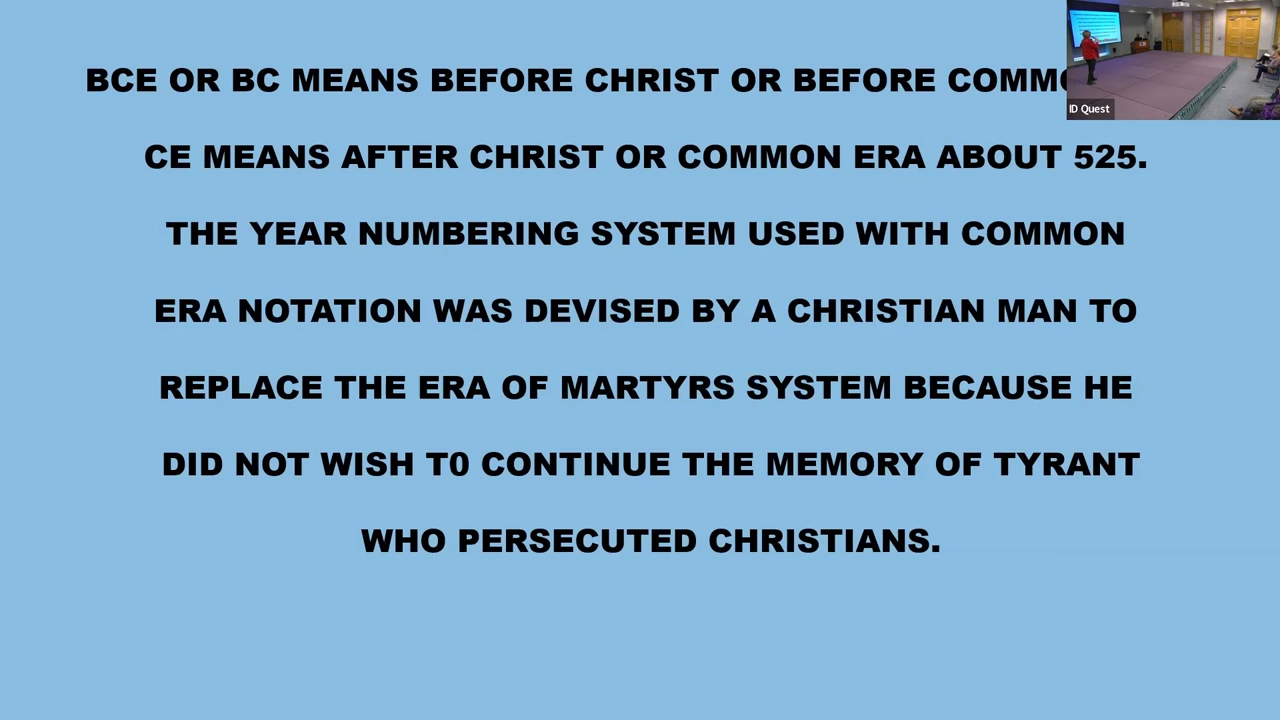 BCE OR BC MEANS BEFORE CHRIST OR BEFORE
CE MEANS AFTER CHRIST OR COMMON ERA ABOUT 525.
THE YEAR NUMBERING SYSTEM USED WITH COMMON
ERA NOTATION WAS DEVISED BY A CHRISTIAN MAN TO
REPLACE THE ERA OF MARTYRS SYSTEM BECAUSE HE
DID NOT WISH T0 CONTINUE THE MEMORY OF TYRANT
WHO PERSECUTED CHRISTIANS.
ID Quest